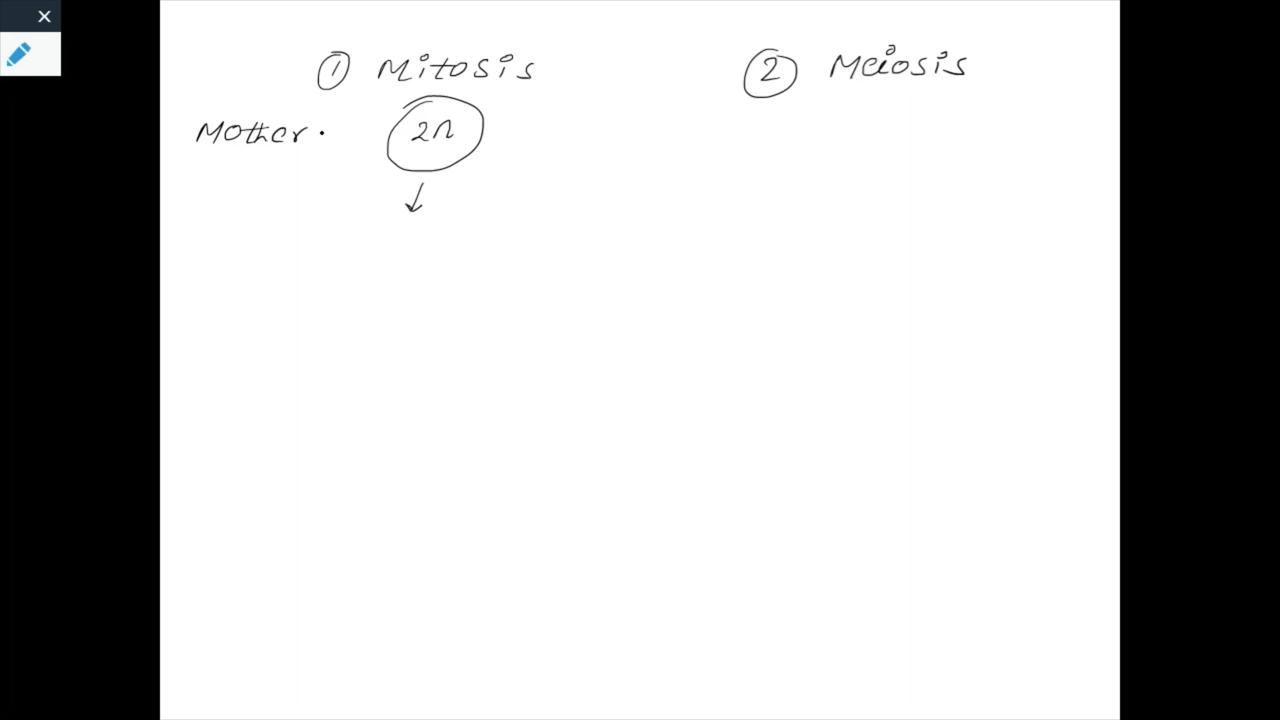 ① Mitosis
② Meiosis
Mother.
2n
↓